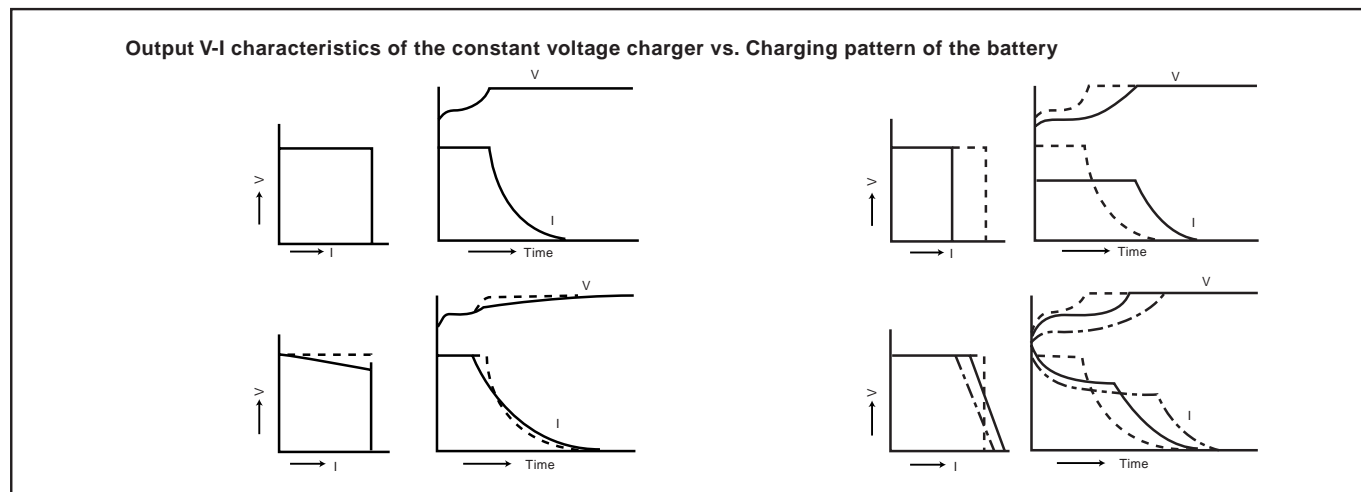 Output V-I characteristics of the constant voltage charger vs. Charging pattern of the battery
V
V
I
I
Time
V
V
I
I
Time
V
V
I
I
Time
V
V
I
I
Time